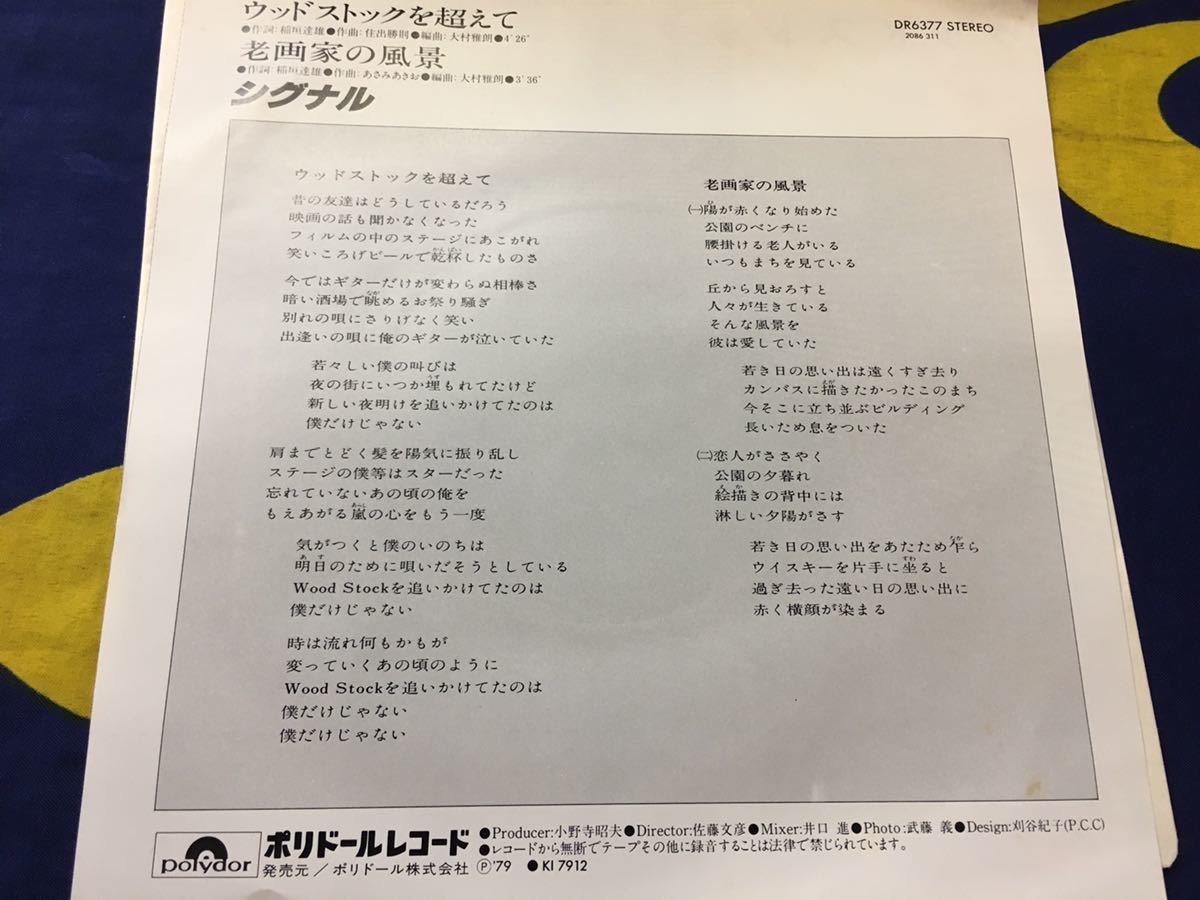 ウッドストックを超えて
●作詞：稲垣達雄●作曲：住出勝則●編曲：大村雅朗●4'26"
老画家の風景
●作詞：稲垣達雄●作曲：あさみあきお●編曲：大村雅朗●3'36"
シグナル
DR6377 STEREO
2086 311
ウッドストックを超えて
昔の友達はどうしているだろう
映画の話も聞かなくなった
フィルムの中のステージにあこがれ
笑いころげビールで乾杯したものさ
今ではギターだけが変わらぬ相棒さ
暗い酒場で眺めるお祭り騒ぎ
別れの唄にさりげなく笑い
出逢いの唄に俺のギターが泣いていた
若々しい僕の叫びは
夜の街にいつか埋もれてたけど
新しい夜明けを追いかけてたのは
僕だけじゃない
肩までとどく髪を陽気に振り乱し
ステージの僕等はスターだった
忘れていないあの頃の俺を
もえあがる嵐の心をもう一度
気がつくと僕のいのちは
明日のために唄いだそうとしている
Wood Stockを追いかけてたのは
僕だけじゃない
時は流れ何もかもが
変っていくあの頃のように
Wood Stockを追いかけてたのは
僕だけじゃない
僕だけじゃない
老画家の風景
㈠陽が赤くなり始めた
公園のベンチに
腰掛ける老人がいる
いつもまちを見ている
丘から見おろすと
人々が生きている
そんな風景を
彼は愛していた
若き日の思い出は遠くすぎ去り
カンバスに描きたかったこのまち
今そこに立ち並ぶビルディング
長いため息をついた
㈡恋人がささやく
公園の夕暮れ
絵描きの背中には
淋しい夕陽がさす
若き日の思い出をあたため乍ら
ウイスキーを片手に坐ると
過ぎ去った遠い日の思い出に
赤く横顔が染まる
polydor
ポリドールレコード
発売元／ポリドール株式会社 Ⓟ'79 ●KI 7912
●Producer:小野寺昭夫●Director:佐藤文彦●Mixer:井口 進●Photo:武藤 義●Design:刈谷紀子(P.C.C)
●レコードから無断でテープその他に録音することは法律で禁じられています。